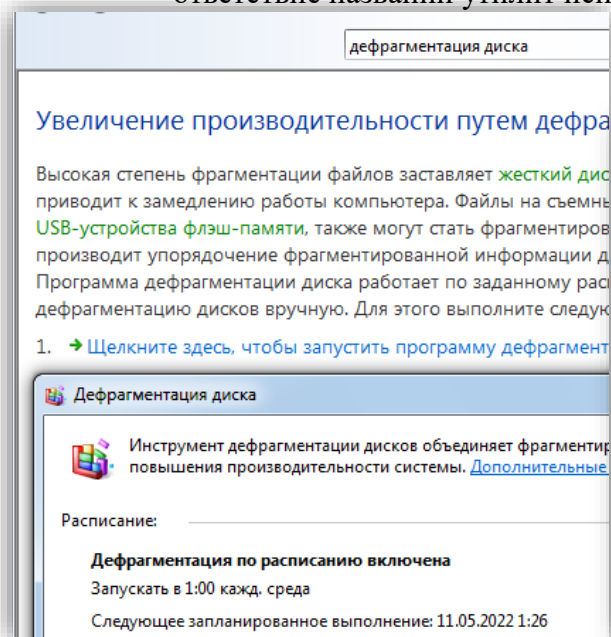 дефрагментация диска
Увеличение производительности путем дефра
Высокая степень фрагментации файлов заставляет жесткий дис
приводит к замедлению работы компьютера. Файлы на съемны
USB-устройства флэш-памяти, также могут стать фрагментиров
производит упорядочение фрагментированной информации д
Программа дефрагментации диска работает по заданному рас
дефрагментацию дисков вручную. Для этого выполните следую
1. Щелкните здесь, чтобы запустить программу дефрагмент
Дефрагментация диска
Инструмент дефрагментации дисков объединяет фрагментир
повышения производительности системы. Дополнительные
Расписание:
Дефрагментация по расписанию включена
Запускать в 1:00 кажд. среда
Следующее запланированное выполнение: 11.05.2022 1:26